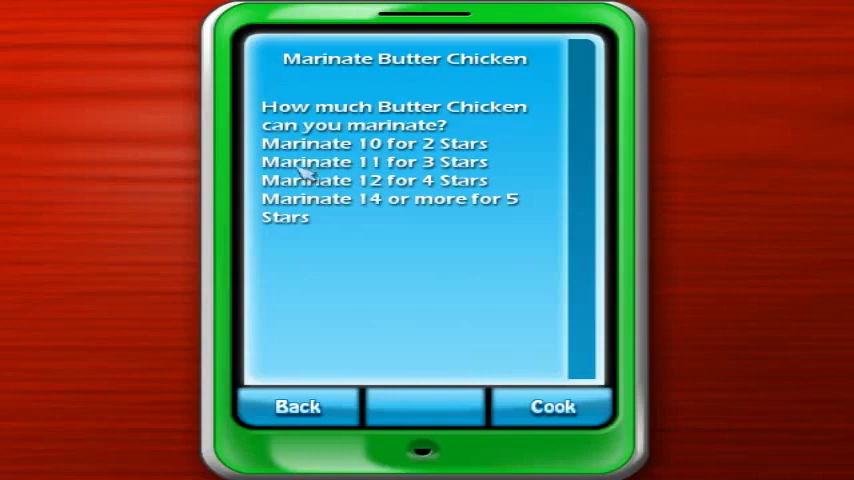 Marinate Butter Chicken
How much Butter Chicken
can you marinate?
Marinate 10 for 2 Stars
Marinate 11 for 3 Stars
Marinate 12 for 4 Stars
Marinate 14 or more for 5
Stars
Back
Cook